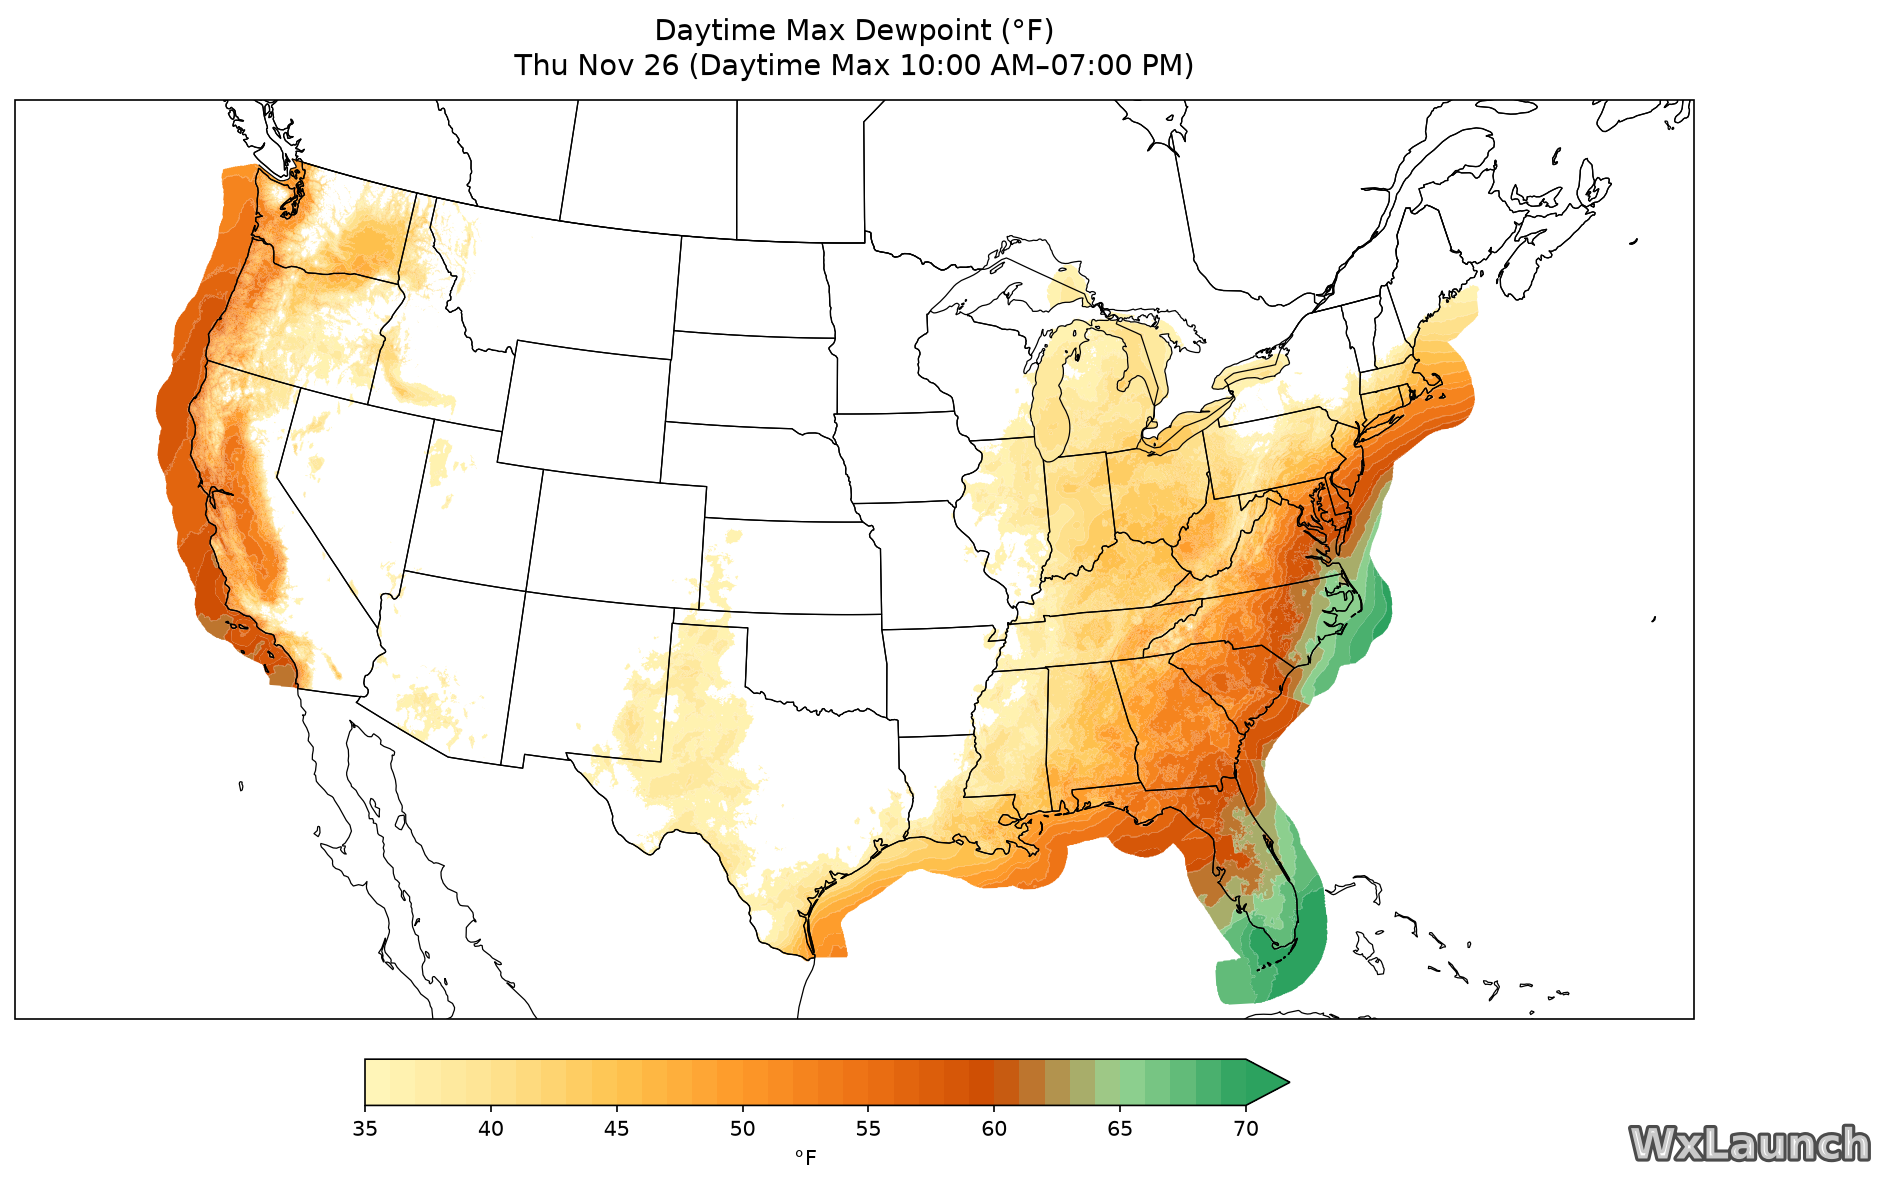 Daytime Max Dewpoint (°F)
Thu Nov 26 (Daytime Max 10:00 AM–07:00 PM)
35 40 45 50 55 60 65 70
°F
WxLaunch